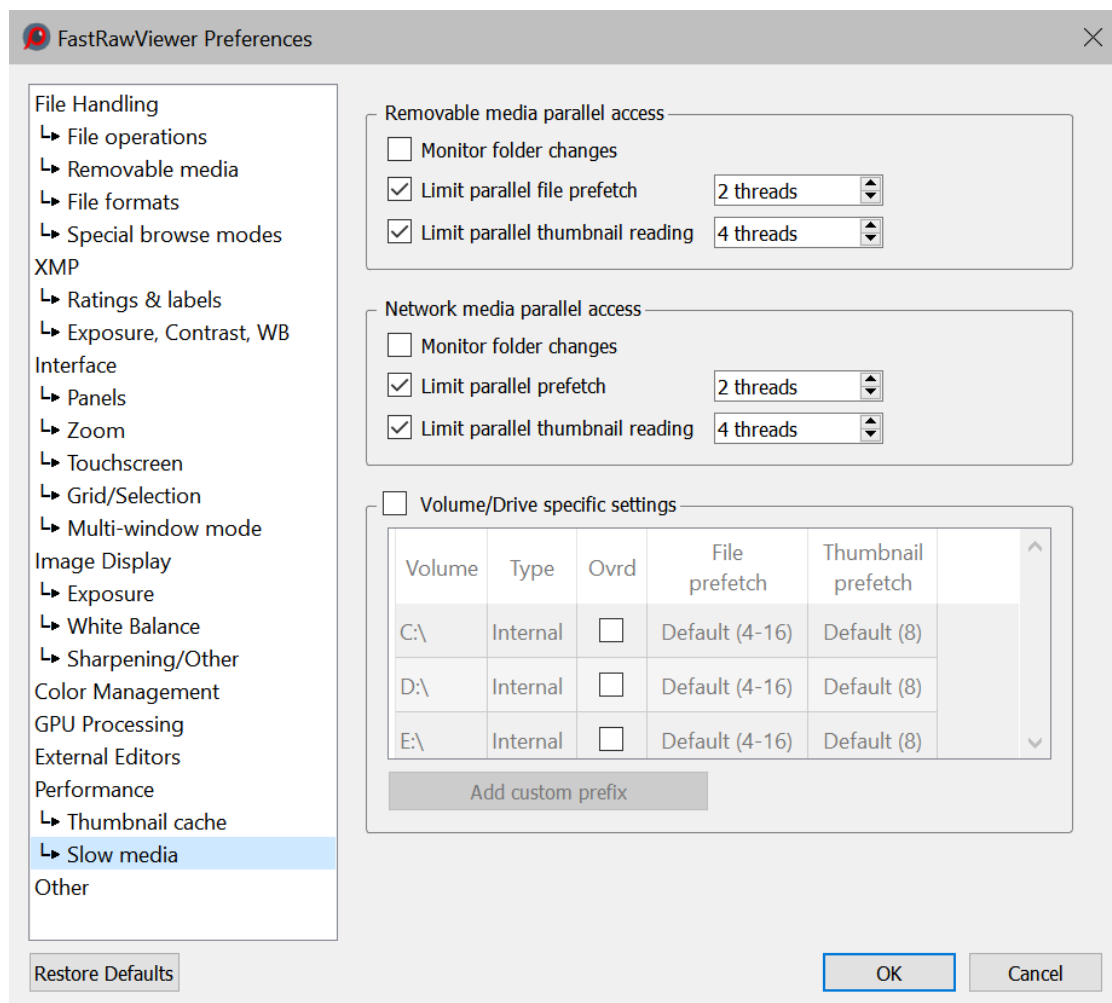 FastRawViewer Preferences
File Handling
File operations
Removable media
File formats
Special browse modes
XMP
Ratings & labels
Exposure, Contrast, WB
Interface
Panels
Zoom
Touchscreen
Grid/Selection
Multi-window mode
Image Display
Exposure
White Balance
Sharpening/Other
Color Management
GPU Processing
External Editors
Performance
Thumbnail cache
Slow media
Other
Removable media parallel access
Monitor folder changes
Limit parallel file prefetch 2 threads
Limit parallel thumbnail reading 4 threads
Network media parallel access
Monitor folder changes
Limit parallel prefetch 2 threads
Limit parallel thumbnail reading 4 threads
Volume/Drive specific settings
Volume Type Ovrd File prefetch Thumbnail prefetch
C:\ Internal Default (4-16) Default (8)
D:\ Internal Default (4-16) Default (8)
E:\ Internal Default (4-16) Default (8)
Add custom prefix
Restore Defaults OK Cancel